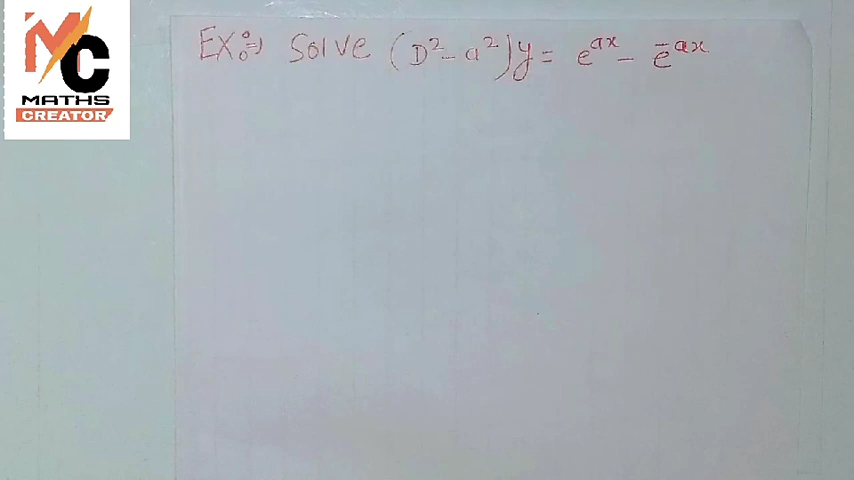 MC
MATHS
CREATOR
EX:⇒ Solve (D²-a²)y = e^{ax} - e^{-ax}